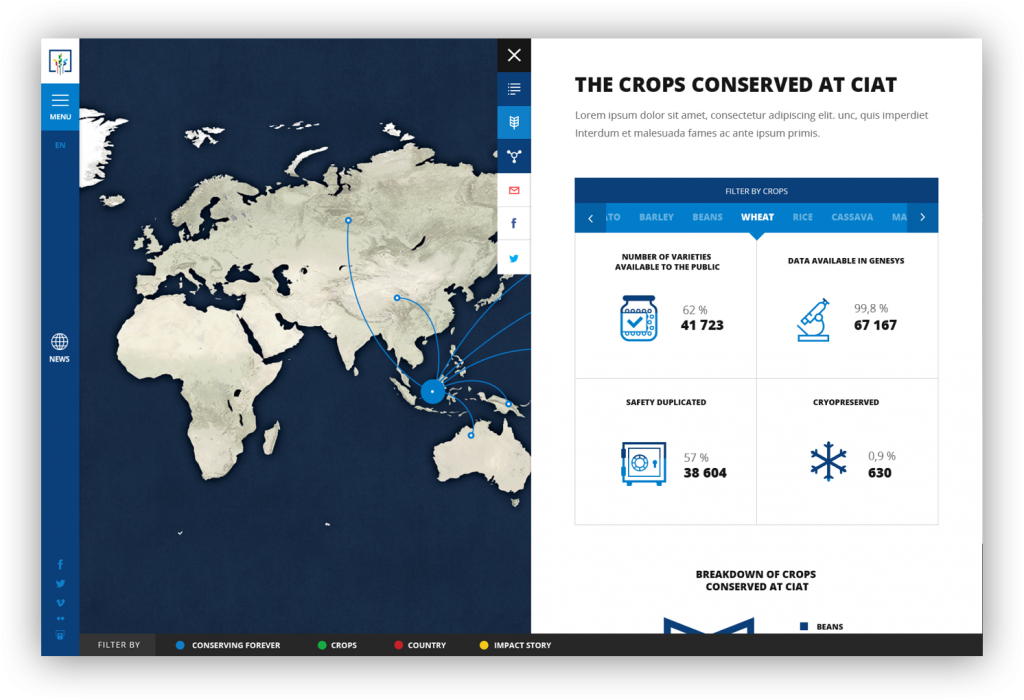 MENU
EN
NEWS
THE CROPS CONSERVED AT CIAT
Lorem ipsum dolor sit amet, consectetur adipiscing elit. unc, quis imperdiet
Interdum et malesuada fames ac ante ipsum primis.
FILTER BY CROPS
ATO BARLEY BEANS WHEAT RICE CASSAVA MA
NUMBER OF VARIETIES
AVAILABLE TO THE PUBLIC
62 %
41 723
DATA AVAILABLE IN GENESYS
99,8 %
67 167
SAFETY DUPLICATED
57 %
38 604
CRYOPRESERVED
0,9 %
630
BREAKDOWN OF CROPS
CONSERVED AT CIAT
BEANS
FILTER BY CONSERVING FOREVER CROPS COUNTRY IMPACT STORY